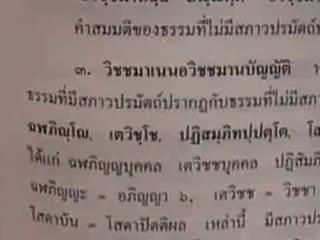 คำสมมติของธรรมที่ไม่มีสภาวปรมัตถ์
๓. วิชชมาเนนอวิชชมานบัญญัติ
ธรรมที่มีสภาวปรมัตถ์ปรากฏกับธรรมที่ไม่มีสภา
ฉฬภิญฺโญ, เตวิชฺโช, ปฏิสมฺภิทปฺปตฺโต,
ได้แก่ ฉฬภิญญบุคคล เตวิชชบุคคล ปฏิสัมภิ
ฉฬภิญญะ = อภิญญา ๖, เตวิชช = วิชชา
โสดาบัน = โสดาปัตติผล เหล่านี้ มีสภาวป